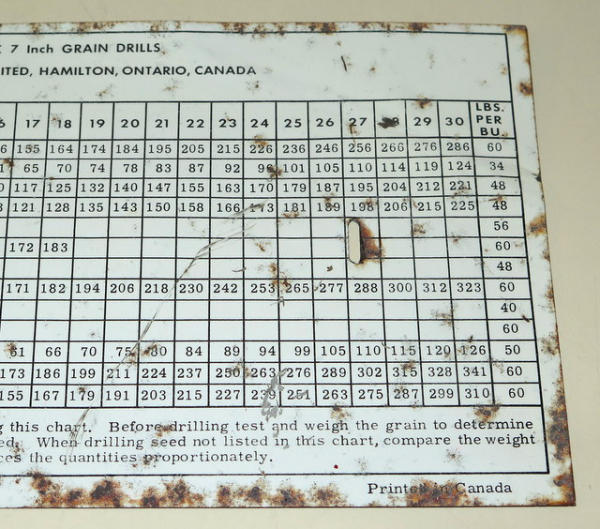 7 Inch GRAIN DRILLS
ITED, HAMILTON, ONTARIO, CANADA
17 18 19 20 21 22 23 24 25 26 27 28 29 30 LBS. PER BU.
155 164 174 184 195 205 215 226 236 246 256 266 276 286 60
65 70 74 78 83 87 92 96 101 105 110 114 119 124 34
117 125 132 140 147 155 163 170 179 187 195 204 212 221 48
121 128 135 143 150 158 166 173 181 189 198 206 215 225 48
56
172 183 60
48
171 182 194 206 218 230 242 253 265 277 288 300 312 323 60
40
60
61 66 70 75 80 84 89 94 99 105 110 115 120 126 50
173 186 199 211 224 237 250 263 276 289 302 315 328 341 60
155 167 179 191 203 215 227 239 251 263 275 287 299 310 60
this chart. Before drilling test and weigh the grain to determine
When drilling seed not listed in this chart, compare the weight
the quantities proportionately.
Printed in Canada